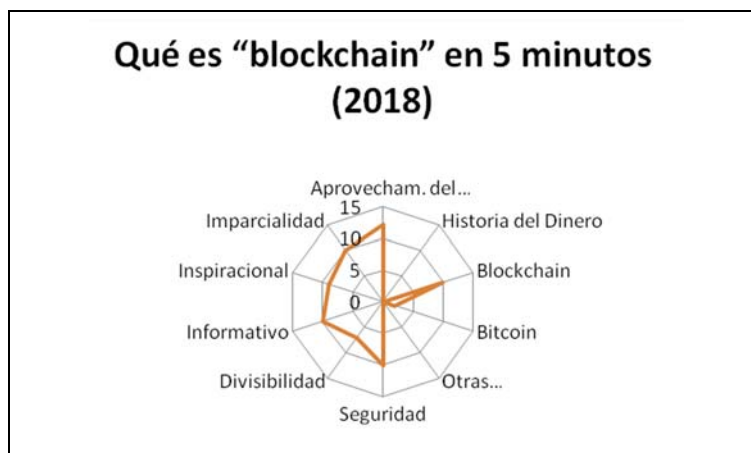 Qué es “blockchain” en 5 minutos
(2018)
Aprovecham. del...
Historia del Dinero
Blockchain
Bitcoin
Otras...
Seguridad
Divisibilidad
Informativo
Inspiracional
Imparcialidad
15
10
5
0